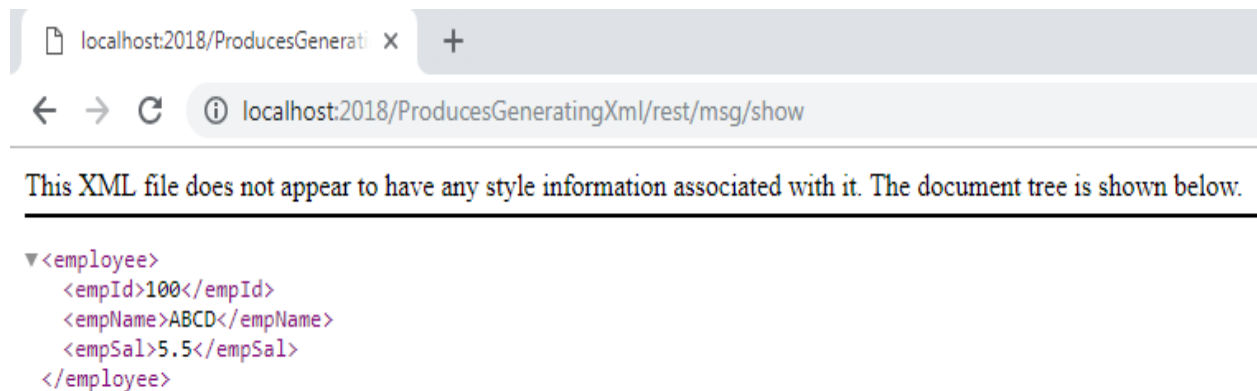 localhost:2018/ProducesGenerati
localhost:2018/ProducesGeneratingXml/rest/msg/show
This XML file does not appear to have any style information associated with it. The document tree is shown below.
▼<employee>
<empId>100</empId>
<empName>ABCD</empName>
<empSal>5.5</empSal>
</employee>